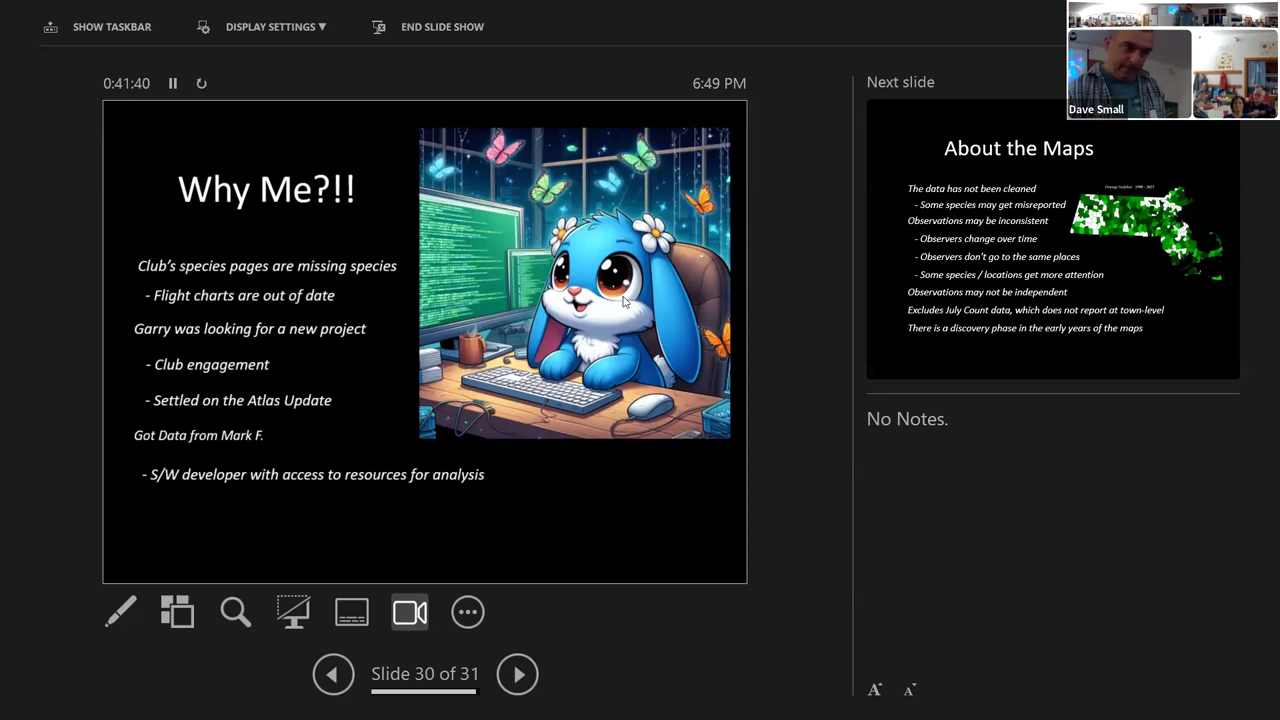 SHOW TASKBAR
DISPLAY SETTINGS ▼
END SLIDE SHOW
0:41:40
6:49 PM
Why Me?!!
Club's species pages are missing species
- Flight charts are out of date
Garry was looking for a new project
- Club engagement
- Settled on the Atlas Update
Got Data from Mark F.
- S/W developer with access to resources for analysis
Slide 30 of 31
Next slide
Dave Small
About the Maps
The data has not been cleaned
- Some species may get misreported
Observations may be inconsistent
- Observers change over time
- Observers don't go to the same places
- Some species / locations get more attention
Observations may not be independent
Excludes July Count data, which does not report at town-level
There is a discovery phase in the early years of the maps
No Notes.
A A